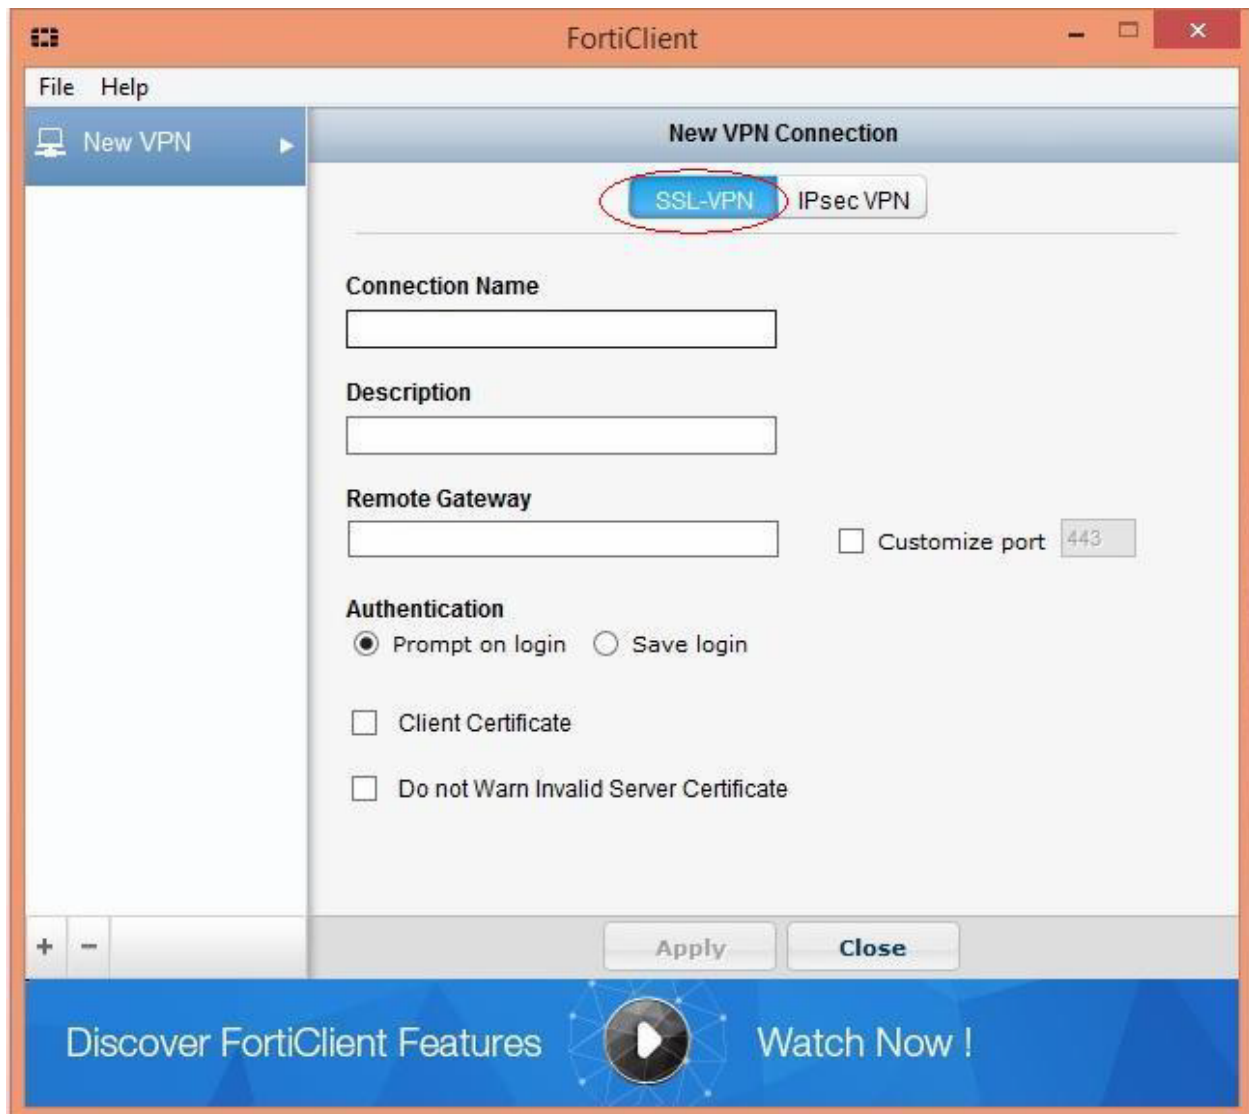 FortiClient
File Help
New VPN
New VPN Connection
SSL-VPN IPsec VPN
Connection Name
Description
Remote Gateway
Customize port 443
Authentication
Prompt on login Save login
Client Certificate
Do not Warn Invalid Server Certificate
+ −
Apply Close
Discover FortiClient Features Watch Now !